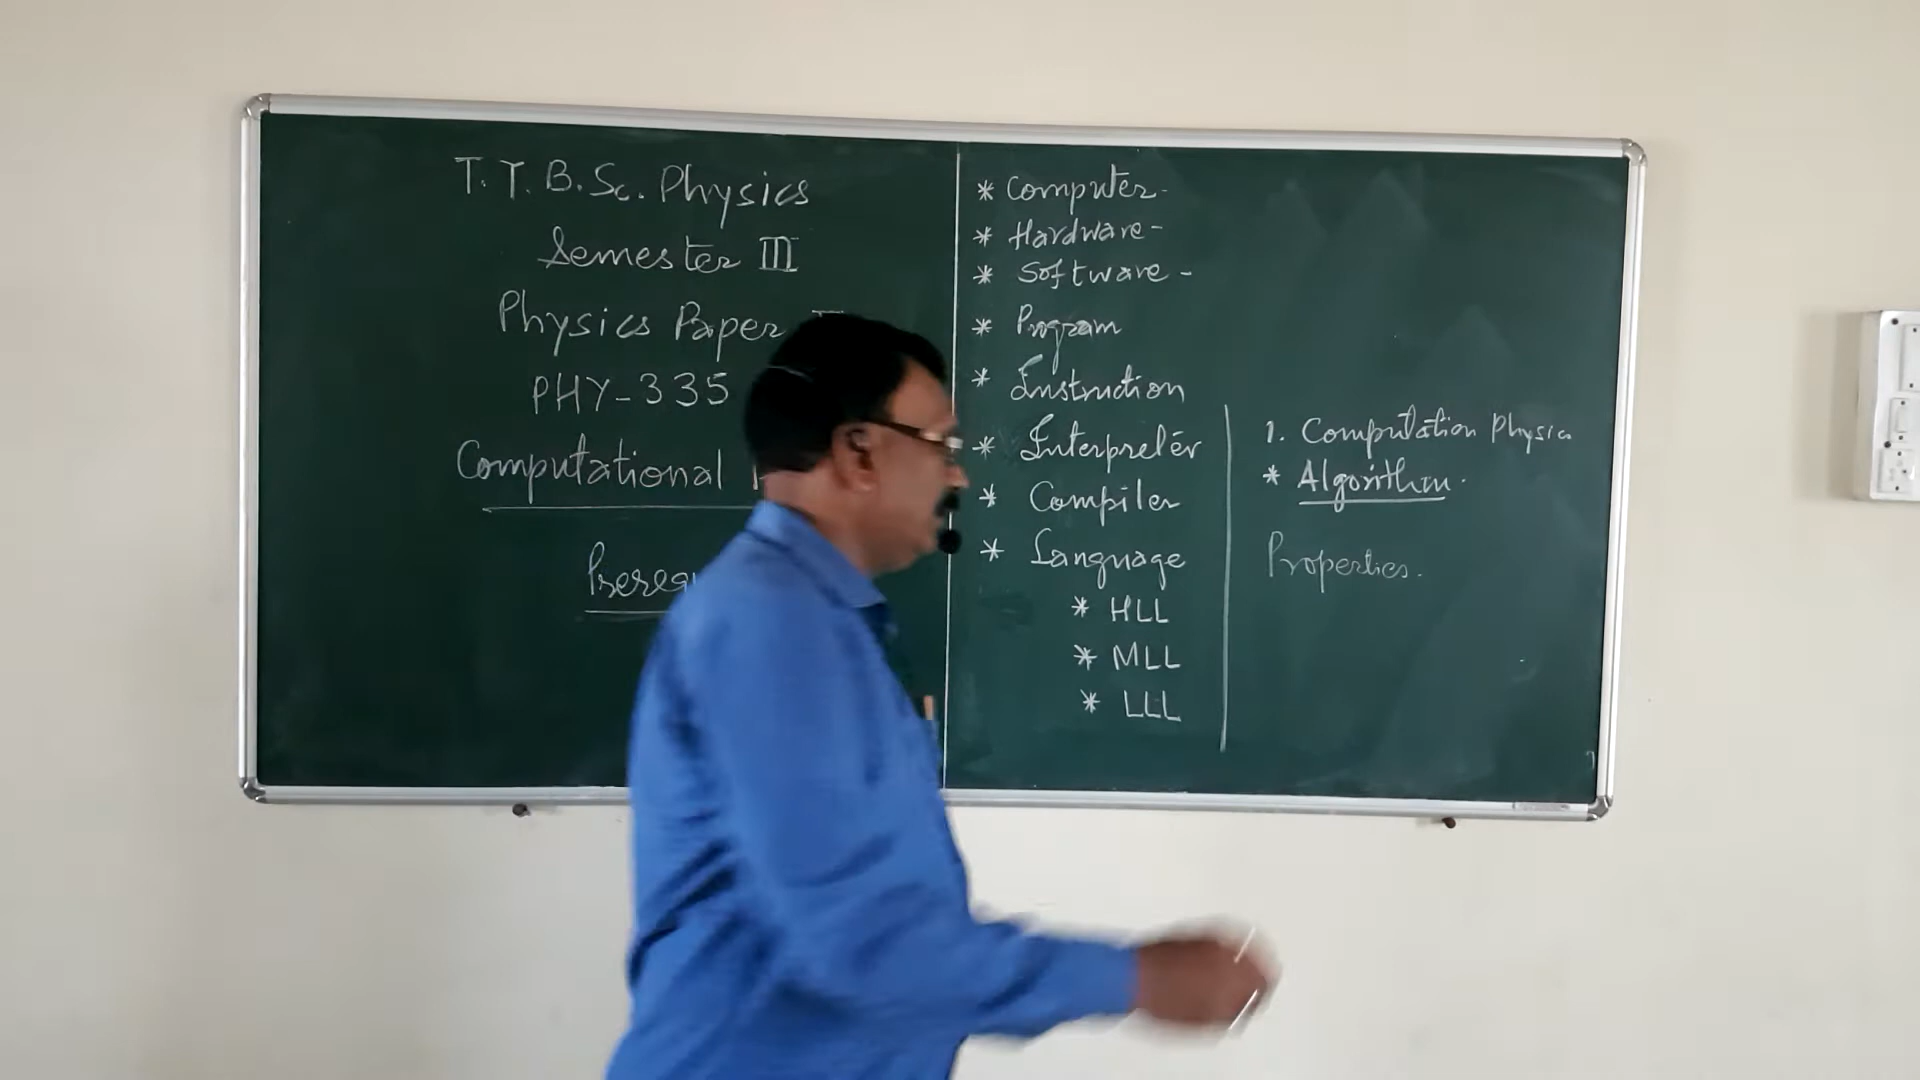 T.Y.B.Sc. Physics
Semester III
Physics Paper
PHY-335
Computational
* Computer-
* Hardware-
* Software-
* Program
* Instruction
* Interpreter
* Compiler
* Language
* HLL
* MLL
* LLL
1. Computation Physics
* Algorithm.
Properties.